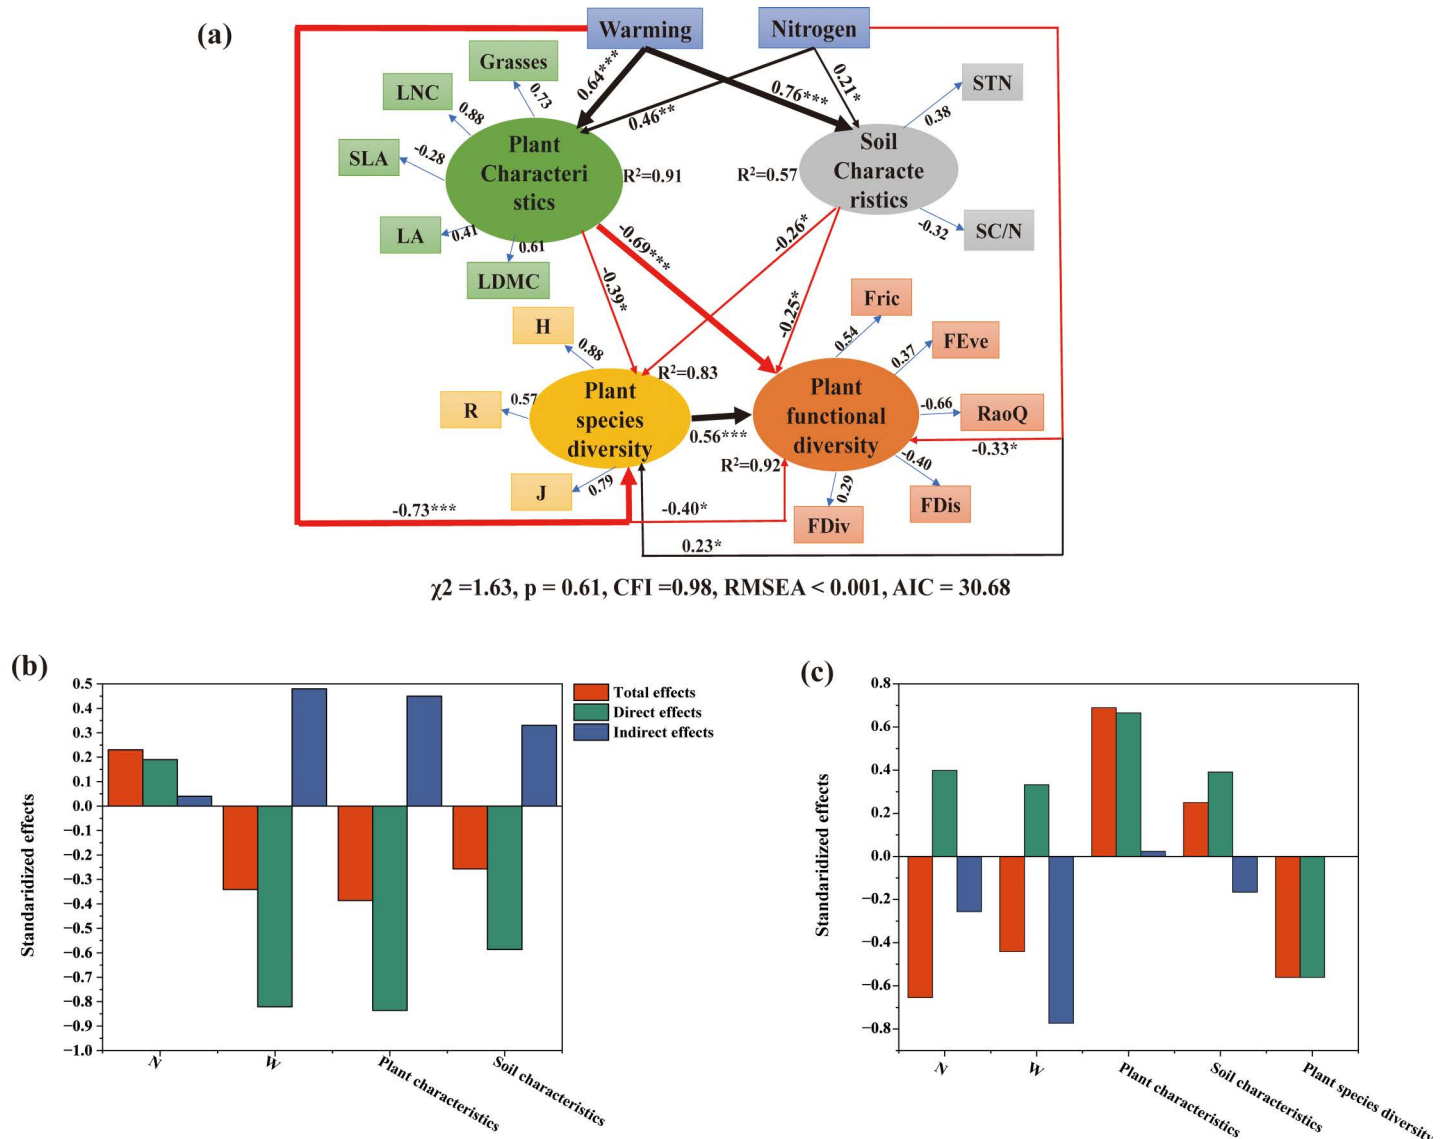 (a)
Warming
Nitrogen
Grasses
LNC
SLA
LA
LDMC
0.73
0.88
-0.28
0.41
0.61
0.64***
0.46**
0.76***
0.21*
STN
0.38
SC/N
-0.32
Plant
Characteri
stics
R²=0.91
R²=0.57
Soil
Characte
ristics
-0.69***
-0.39*
-0.26*
-0.25*
H
0.88
R
0.57
J
0.79
R²=0.83
Plant
species
diversity
0.56***
R²=0.92
Plant
functional
diversity
Fric
0.54
FEve
0.37
RaoQ
-0.66
FDis
-0.40
FDiv
0.29
-0.33*
-0.73***
-0.40*
0.23*
χ2 =1.63, p = 0.61, CFI =0.98, RMSEA < 0.001, AIC = 30.68
(b)
Standaridized effects
0.5
0.4
0.3
0.2
0.1
0.0
−0.1
−0.2
−0.3
−0.4
−0.5
−0.6
−0.7
−0.8
−0.9
−1.0
N
W
Plant characteristics
Soil characteristics
Total effects
Direct effects
Indirect effects
(c)
Standaridized effects
0.8
0.6
0.4
0.2
0.0
−0.2
−0.4
−0.6
−0.8
N
W
Plant characteristics
Soil characteristics
Plant species diversity